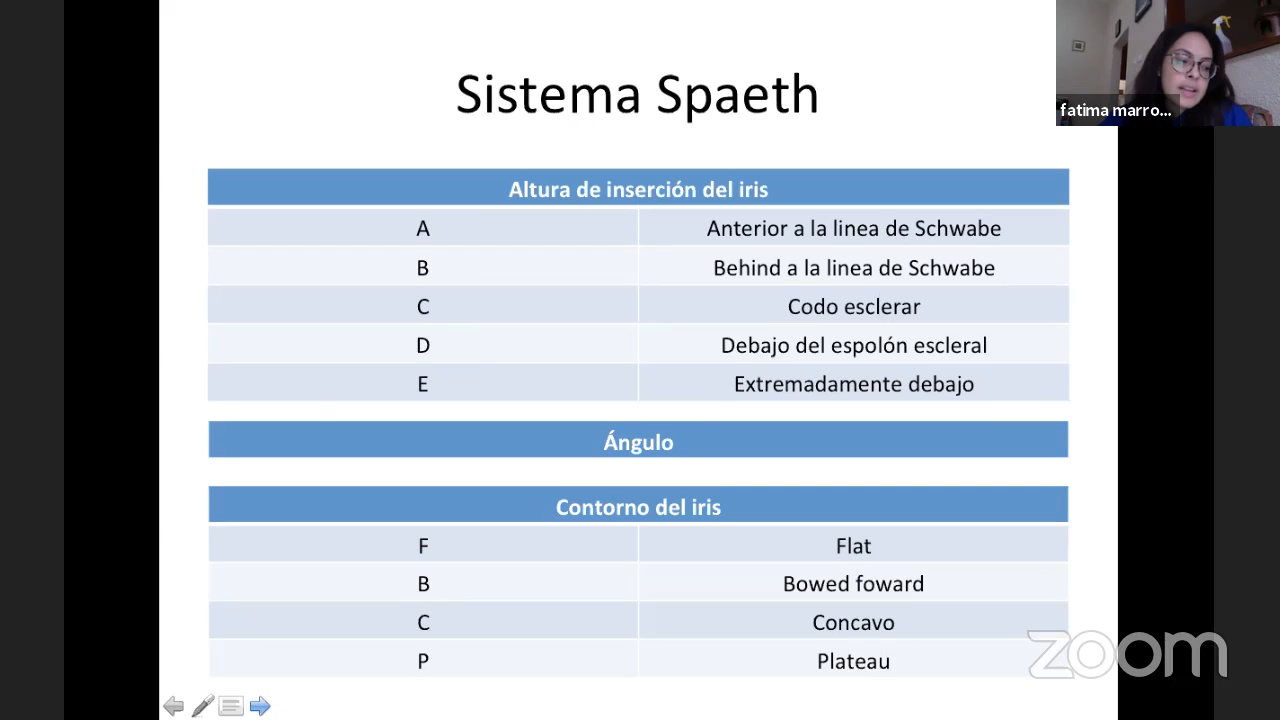 Sistema Spaeth
fatima marro...
Altura de inserción del iris
A Anterior a la linea de Schwabe
B Behind a la linea de Schwabe
C Codo esclerar
D Debajo del espolón escleral
E Extremadamente debajo
Ángulo
Contorno del iris
F Flat
B Bowed foward
C Concavo
P Plateau
zoom